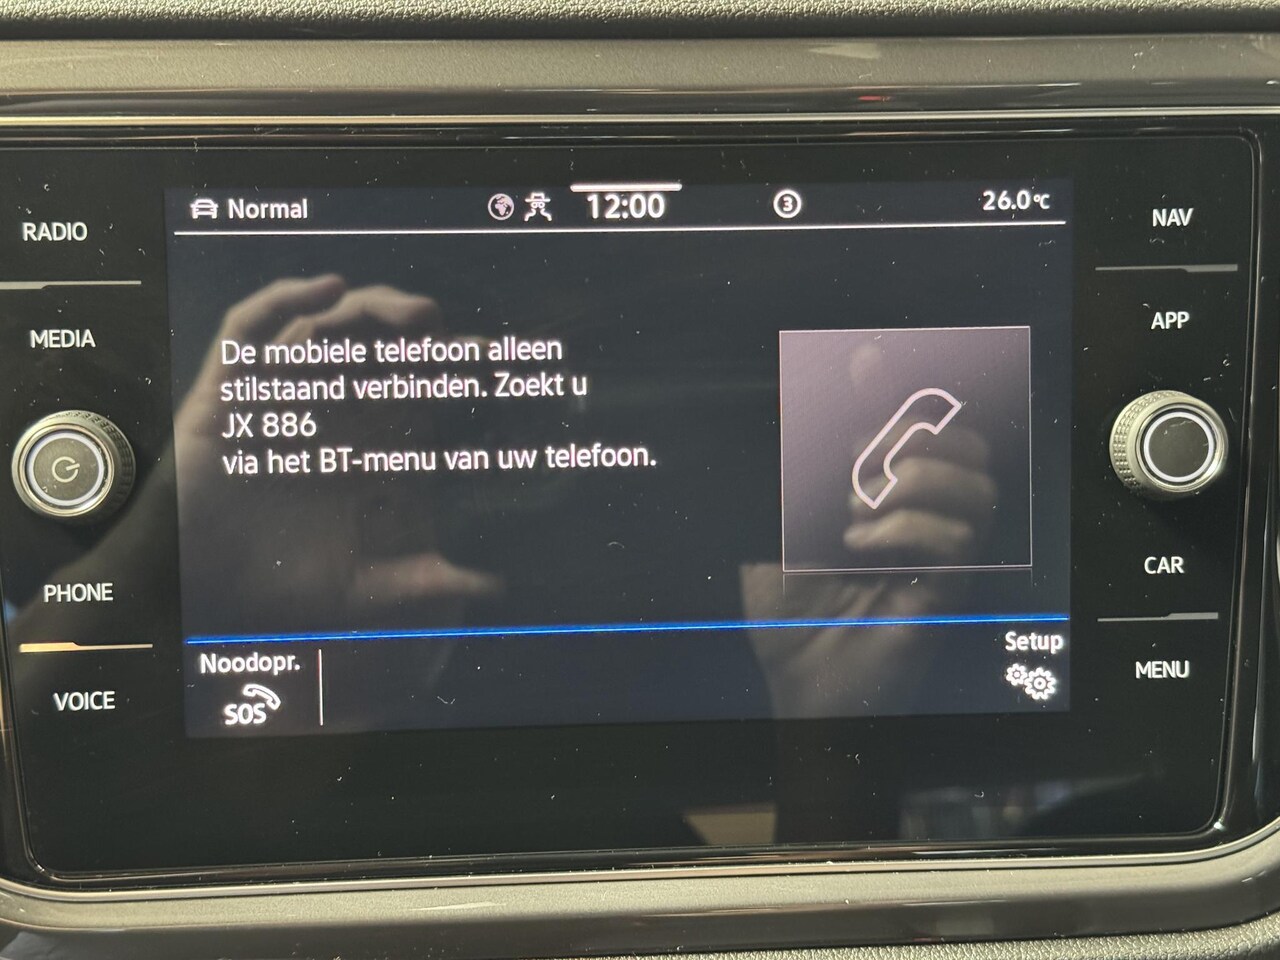 Normal
12:00
3
26.0°C
RADIO
MEDIA
PHONE
VOICE
NAV
APP
CAR
MENU
De mobiele telefoon alleen
stilstaand verbinden. Zoekt u
JX 886
via het BT-menu van uw telefoon.
Noodopr.
SOS
Setup